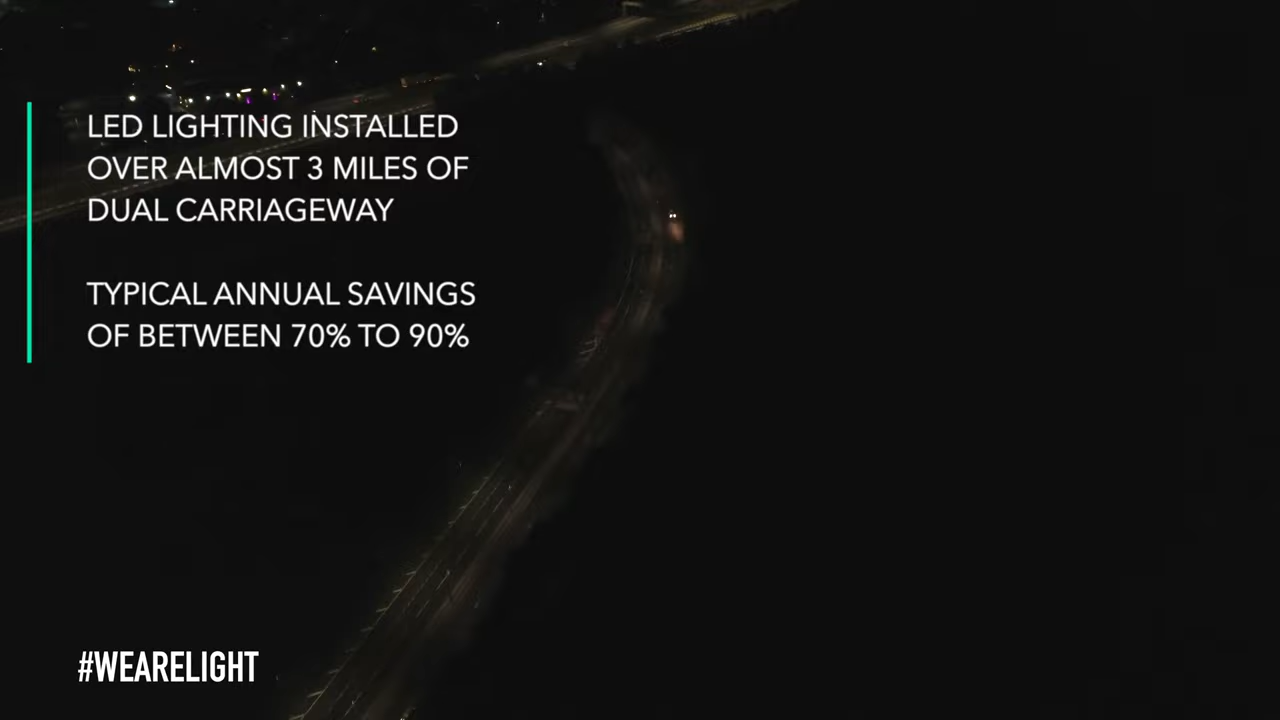 LED LIGHTING INSTALLED
OVER ALMOST 3 MILES OF
DUAL CARRIAGEWAY
TYPICAL ANNUAL SAVINGS
OF BETWEEN 70% TO 90%
#WEARELIGHT